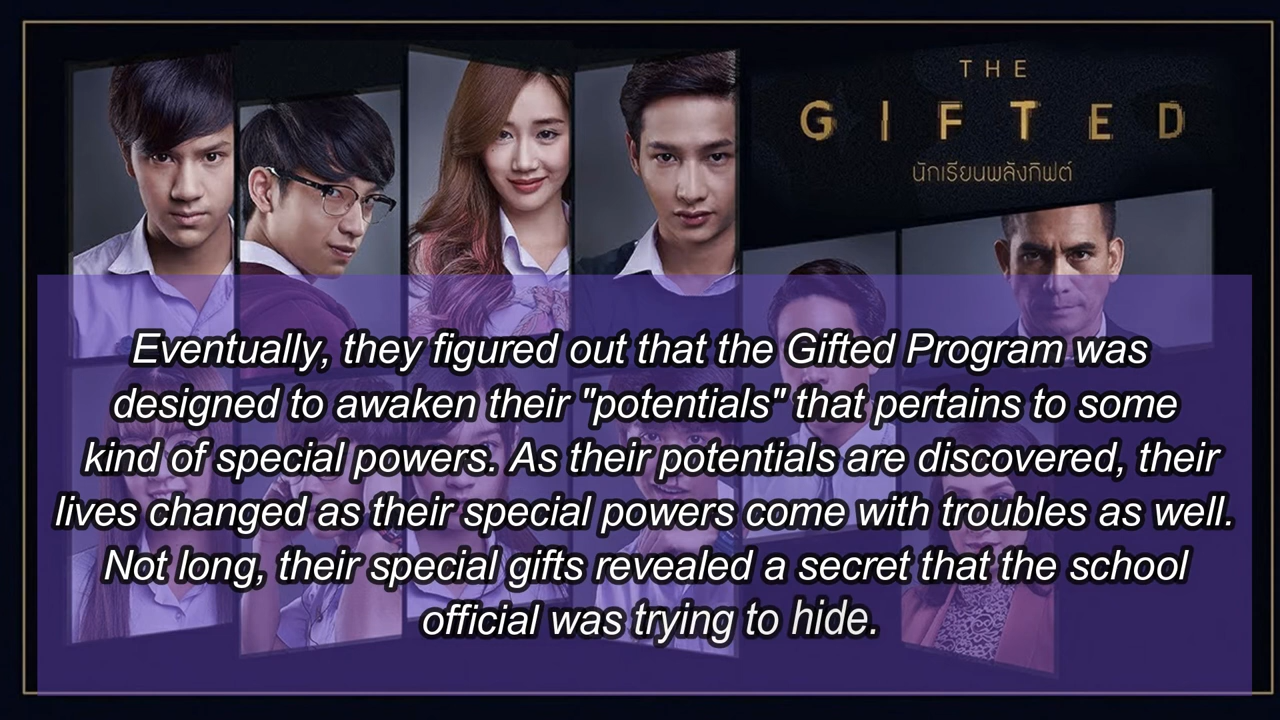 THE
GIFTED
นักเรียนพลังกิฟต์
Eventually, they figured out that the Gifted Program was
designed to awaken their "potentials" that pertains to some
kind of special powers. As their potentials are discovered, their
lives changed as their special powers come with troubles as well.
Not long, their special gifts revealed a secret that the school
official was trying to hide.